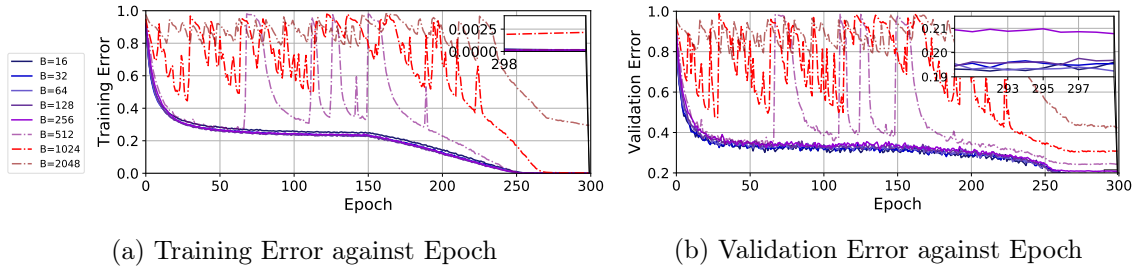 B=16
B=32
B=64
B=128
B=256
B=512
B=1024
B=2048
Training Error
1.0
0.8
0.6
0.4
0.2
0.0
0 50 100 150 200 250 300
Epoch
0.0025
0.0000
298
Validation Error
1.0
0.8
0.6
0.4
0.2
0 50 100 150 200 250 300
Epoch
0.21
0.20
0.19
293 295 297
(a) Training Error against Epoch
(b) Validation Error against Epoch